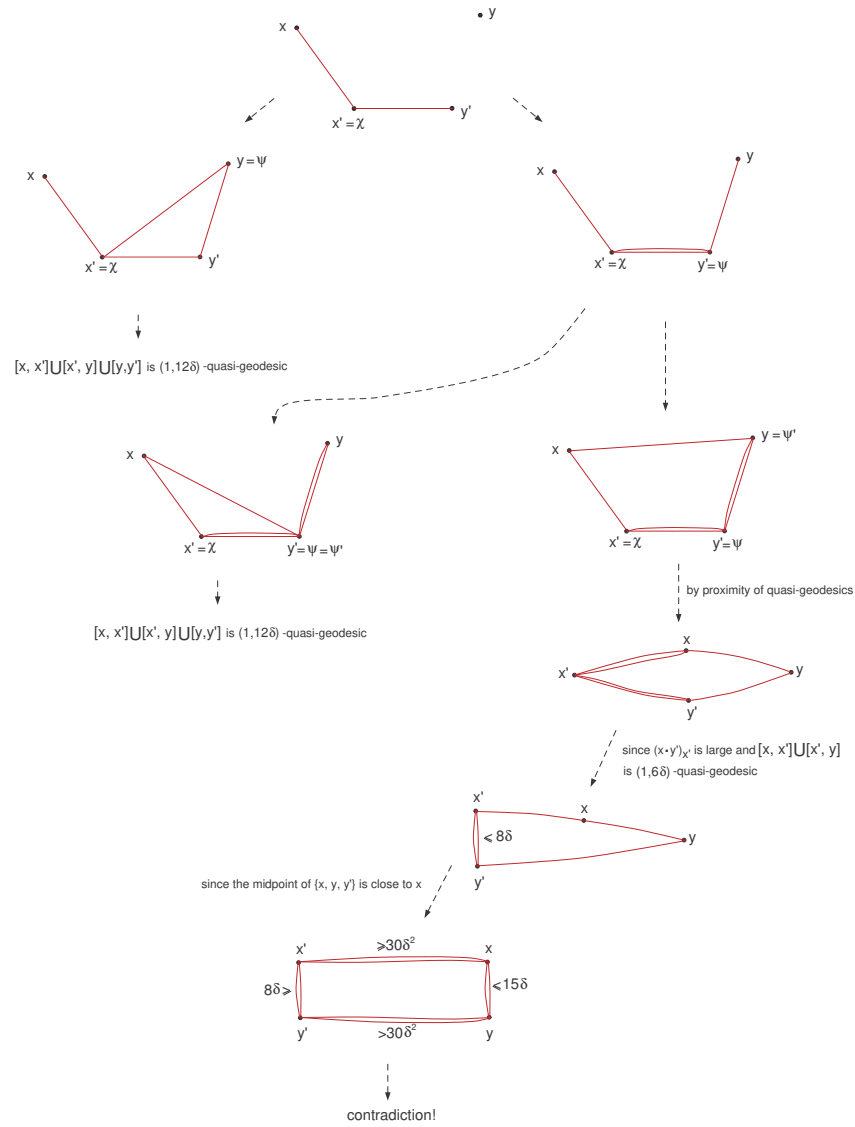 x
y
x' = χ
y'
x
y = ψ
x' = χ
y'
x
y
x' = χ
y' = ψ
[x, x']⋃[x', y]⋃[y,y'] is (1,12δ) -quasi-geodesic
x
y
x' = χ
y' = ψ = ψ'
x
y = ψ'
x' = χ
y' = ψ
by proximity of quasi-geodesics
[x, x']⋃[x', y]⋃[y,y'] is (1,12δ) -quasi-geodesic
x
x'
y
y'
since (x·y')x' is large and [x, x']⋃[x', y]
is (1,6δ) -quasi-geodesic
x'
x
⩽ 8δ
y
y'
since the midpoint of {x, y, y'} is close to x
x'
⩾30δ²
x
8δ ⩾
⩽15δ
y'
>30δ²
y
contradiction!